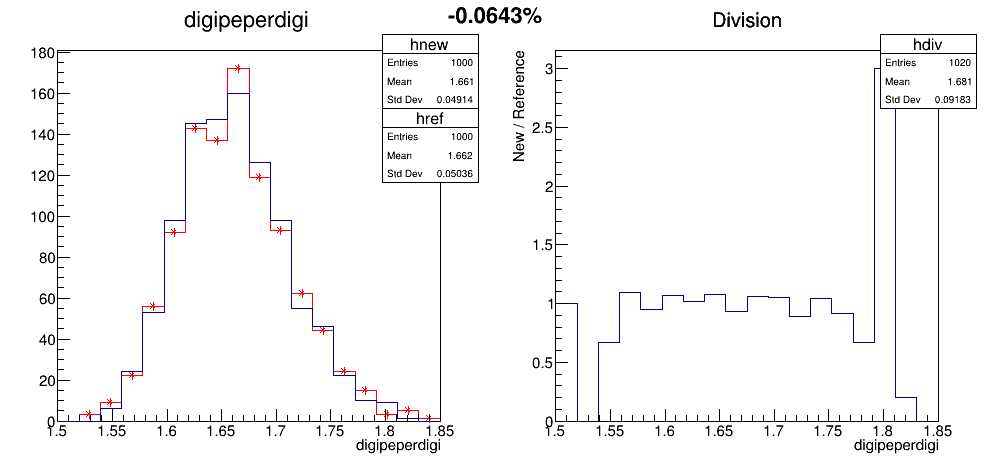 digipeperdigi
-0.0643%
Division
hnew
Entries 1000
Mean 1.661
Std Dev 0.04914
href
Entries 1000
Mean 1.662
Std Dev 0.05036
180
160
140
120
100
80
60
40
20
0
1.5 1.55 1.6 1.65 1.7 1.75 1.8 1.85
digipeperdigi
hdiv
Entries 1020
Mean 1.681
Std Dev 0.09183
New / Reference
3
2.5
2
1.5
1
0.5
0
1.5 1.55 1.6 1.65 1.7 1.75 1.8 1.85
digipeperdigi